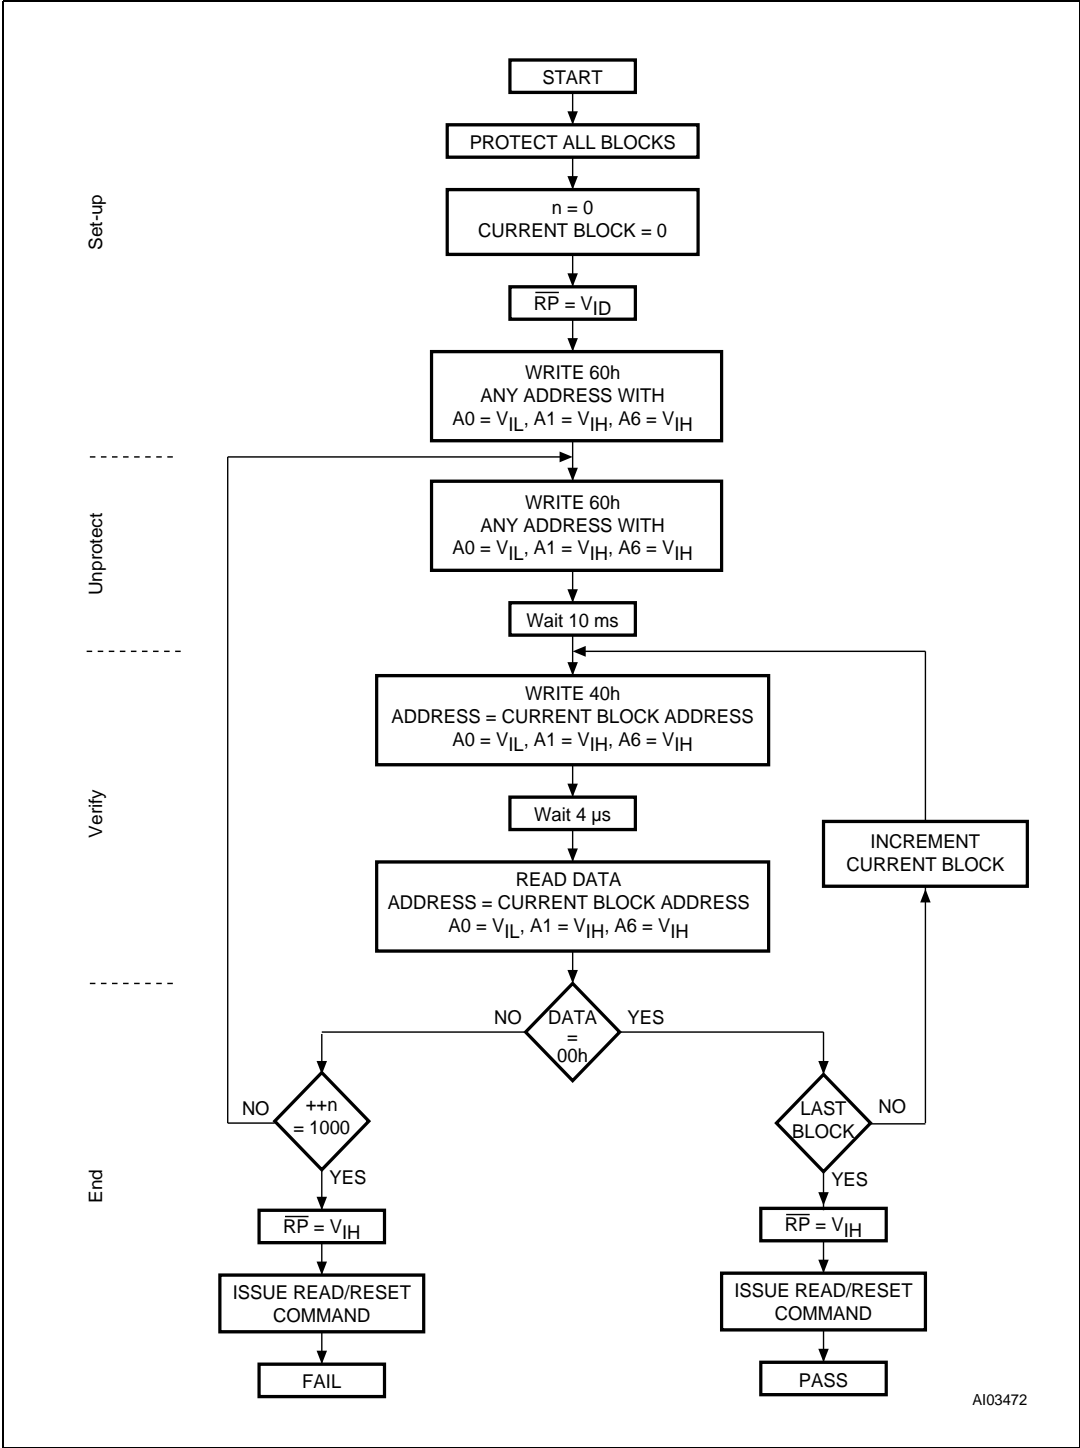 START
PROTECT ALL BLOCKS
Set-up
n = 0
CURRENT BLOCK = 0
RP = VID
WRITE 60h
ANY ADDRESS WITH
A0 = VIL, A1 = VIH, A6 = VIH
Unprotect
WRITE 60h
ANY ADDRESS WITH
A0 = VIL, A1 = VIH, A6 = VIH
Wait 10 ms
Verify
WRITE 40h
ADDRESS = CURRENT BLOCK ADDRESS
A0 = VIL, A1 = VIH, A6 = VIH
Wait 4 µs
INCREMENT
CURRENT BLOCK
READ DATA
ADDRESS = CURRENT BLOCK ADDRESS
A0 = VIL, A1 = VIH, A6 = VIH
End
NO
DATA
=
00h
YES
NO
++n
= 1000
YES
LAST
BLOCK
NO
YES
RP = VIH
ISSUE READ/RESET
COMMAND
FAIL
RP = VIH
ISSUE READ/RESET
COMMAND
PASS
AI03472